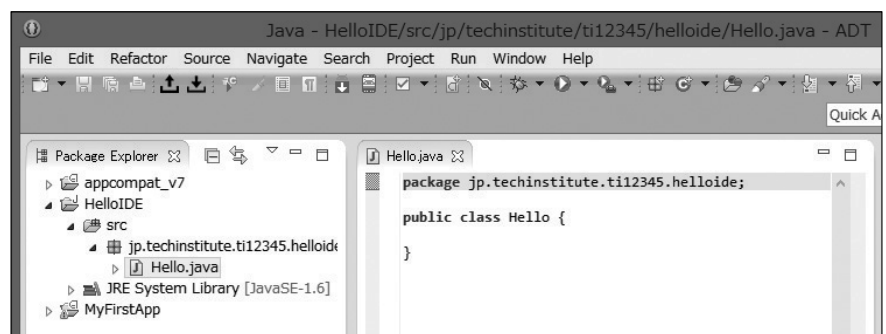 Java - HelloIDE/src/jp/techinstitute/ti12345/helloide/Hello.java - ADT
File Edit Refactor Source Navigate Search Project Run Window Help
Quick A
Package Explorer
appcompat_v7
HelloIDE
src
jp.techinstitute.ti12345.helloide
Hello.java
JRE System Library [JavaSE-1.6]
MyFirstApp
Hello.java
package jp.techinstitute.ti12345.helloide;
public class Hello {
}